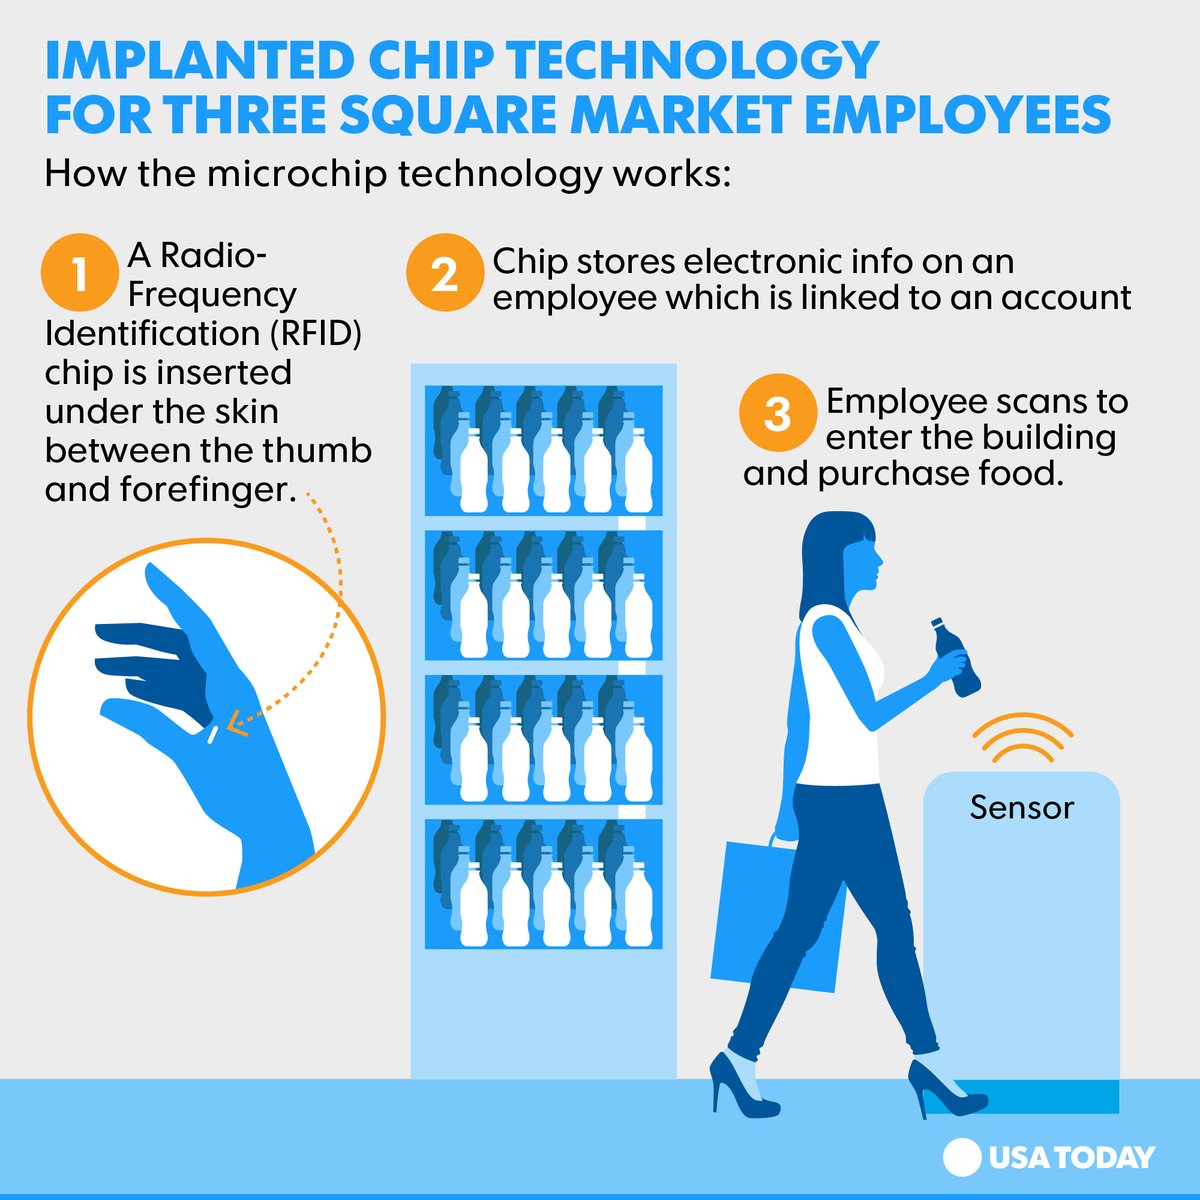 IMPLANTED CHIP TECHNOLOGY
FOR THREE SQUARE MARKET EMPLOYEES
How the microchip technology works:
1
A Radio-
Frequency
Identification (RFID)
chip is inserted
under the skin
between the thumb
and forefinger.
2
Chip stores electronic info on an
employee which is linked to an account
3
Employee scans to
enter the building
and purchase food.
Sensor
USA TODAY